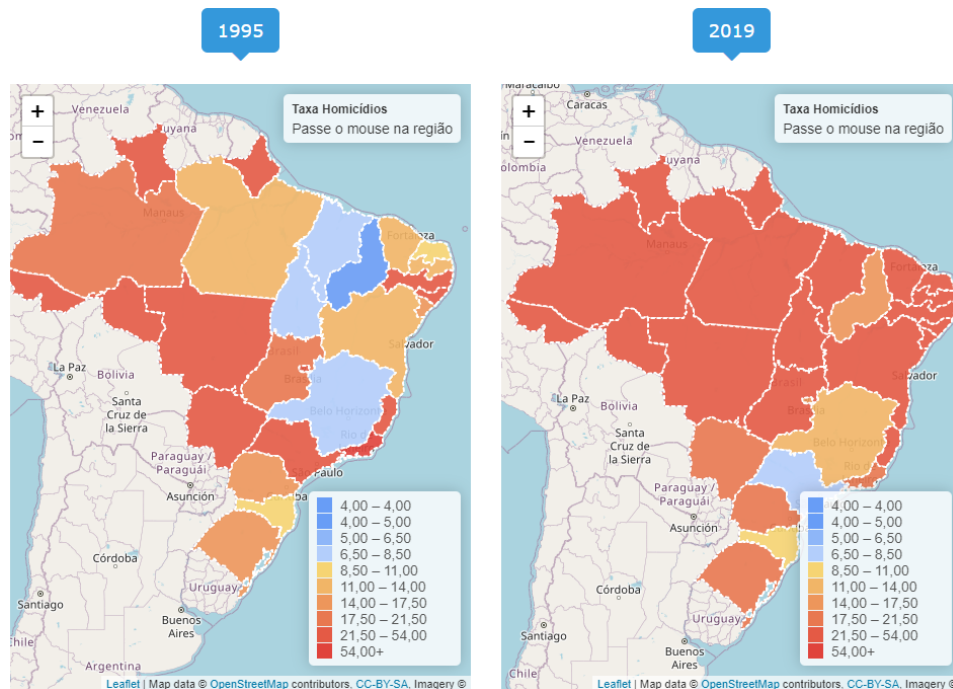 1995
2019
+
−
Taxa Homicídios
Passe o mouse na região
Venezuela
Guyana
Manaus
Fortaleza
Salvador
Brasil
Brasília
La Paz
Bolivia
Santa
Cruz de
la Sierra
Belo Horizont
Rio d
São Paulo
Paraguay /
Paraguái
Asunción
Córdoba
Uruguay
Santiago
Buenos
Aires
Chile
Argentina
4,00 – 4,00
4,00 – 5,00
5,00 – 6,50
6,50 – 8,50
8,50 – 11,00
11,00 – 14,00
14,00 – 17,50
17,50 – 21,50
21,50 – 54,00
54,00+
Leaflet | Map data © OpenStreetMap contributors, CC-BY-SA, Imagery ©
+
−
Taxa Homicídios
Passe o mouse na região
Maracaibo
Caracas
Venezuela
olombia
uyana
Manaus
Fortaleza
Salvador
Brasil
Brasília
La Paz
Bolivia
Santa
Cruz de
la Sierra
Belo Horizont
Rio d
Paraguay /
Paraguái
Asunción
Córdoba
Uruguay
Santiago
Buenos
Aires
Chile
4,00 – 4,00
4,00 – 5,00
5,00 – 6,50
6,50 – 8,50
8,50 – 11,00
11,00 – 14,00
14,00 – 17,50
17,50 – 21,50
21,50 – 54,00
54,00+
Leaflet | Map data © OpenStreetMap contributors, CC-BY-SA, Imagery ©